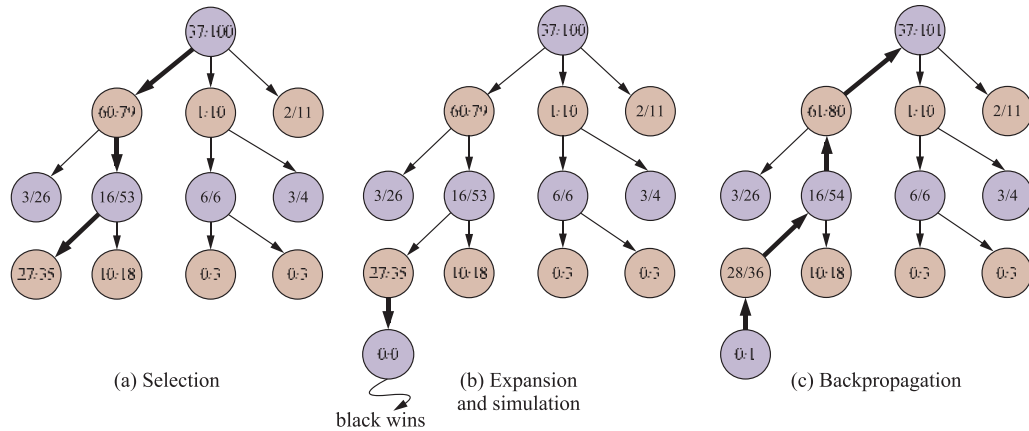 37/100
60/79 1/10 2/11
3/26 16/53 6/6 3/4
27/35 10/18 0/3 0/3
(a) Selection
37/100
60/79 1/10 2/11
3/26 16/53 6/6 3/4
27/35 10/18 0/3 0/3
0/0
black wins
(b) Expansion
and simulation
37/101
61/80 1/10 2/11
3/26 16/54 6/6 3/4
28/36 10/18 0/3 0/3
0/1
(c) Backpropagation